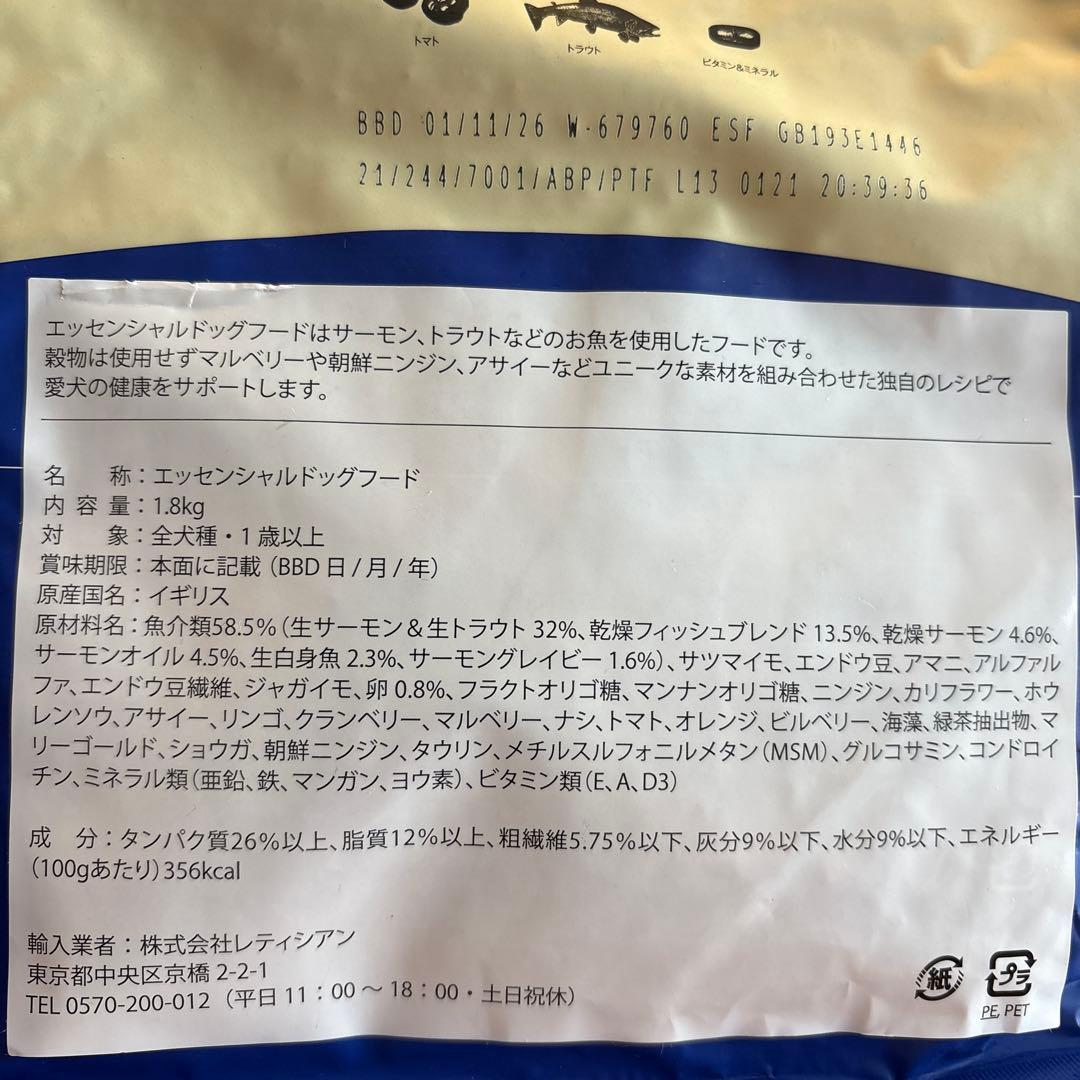 トマト
トラウト
ビタミン&ミネラル
BBD 01/11/26 W-679760 ESF GB193E1446
21/244/7001/ABP/PTF L13 0121 20:39:36
エッセンシャルドッグフードはサーモン、トラウトなどのお魚を使用したフードです。
穀物は使用せずマルベリーや朝鮮ニンジン、アサイーなどユニークな素材を組み合わせた独自のレシピで
愛犬の健康をサポートします。
名　　称：エッセンシャルドッグフード
内 容 量：1.8kg
対　　象：全犬種・1 歳以上
賞味期限：本面に記載（BBD 日 / 月 / 年）
原産国名：イギリス
原材料名：魚介類58.5%（生サーモン＆生トラウト 32%、乾燥フィッシュブレンド 13.5%、乾燥サーモン 4.6%、
サーモンオイル 4.5%、生白身魚 2.3%、サーモングレイビー 1.6%）、サツマイモ、エンドウ豆、アマニ、アルファル
ファ、エンドウ豆繊維、ジャガイモ、卵 0.8%、フラクトオリゴ糖、マンナンオリゴ糖、ニンジン、カリフラワー、ホウ
レンソウ、アサイー、リンゴ、クランベリー、マルベリー、ナシ、トマト、オレンジ、ビルベリー、海藻、緑茶抽出物、マ
リーゴールド、ショウガ、朝鮮ニンジン、タウリン、メチルスルフォニルメタン（MSM）、グルコサミン、コンドロイ
チン、ミネラル類（亜鉛、鉄、マンガン、ヨウ素）、ビタミン類（E、A、D3）
成　分：タンパク質26%以上、脂質12%以上、粗繊維5.75%以下、灰分9%以下、水分9%以下、エネルギー
（100gあたり）356kcal
輸入業者：株式会社レティシアン
東京都中央区京橋 2-2-1
TEL 0570-200-012（平日 11：00～18：00・土日祝休）
紙
プラ
PE, PET